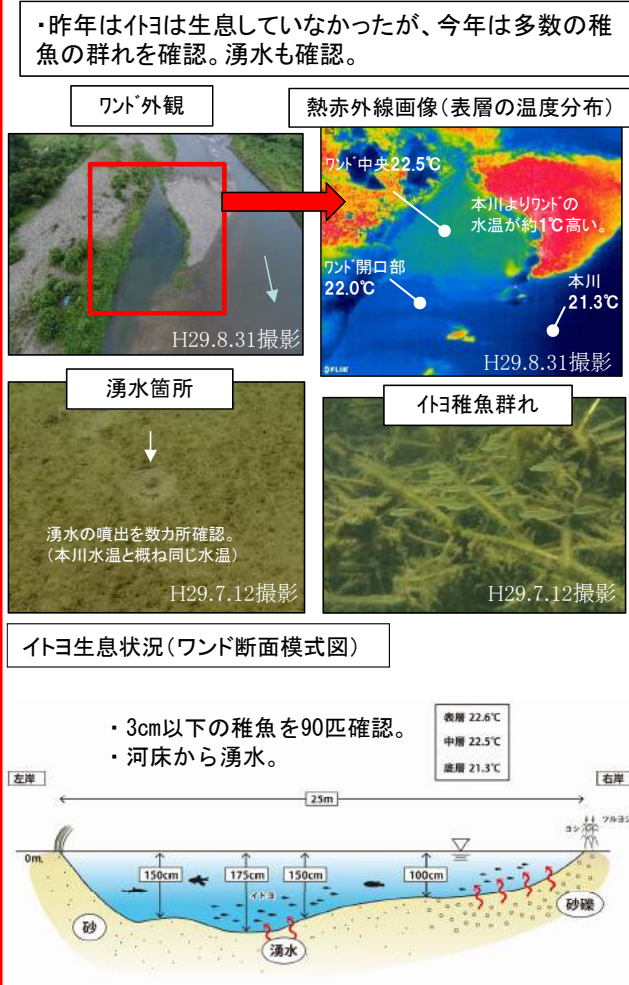 ・昨年はイトヨは生息していなかったが、今年は多数の稚
魚の群れを確認。湧水も確認。
ワンド外観
熱赤外線画像(表層の温度分布)
ワンド中央22.5℃
本川よりワンドの
水温が約1℃高い。
ワンド開口部
22.0℃
本川
21.3℃
H29.8.31撮影
H29.8.31撮影
FLIR
湧水箇所
イトヨ稚魚群れ
湧水の噴出を数カ所確認。
(本川水温と概ね同じ水温)
H29.7.12撮影
H29.7.12撮影
イトヨ生息状況(ワンド断面模式図)
・3cm以下の稚魚を90匹確認。
・河床から湧水。
表層 22.6℃
中層 22.5℃
底層 21.3℃
左岸
右岸
25m
ヨシ
ツルヨシ
0m
150cm
175cm
150cm
100cm
イトヨ
砂
湧水
砂礫